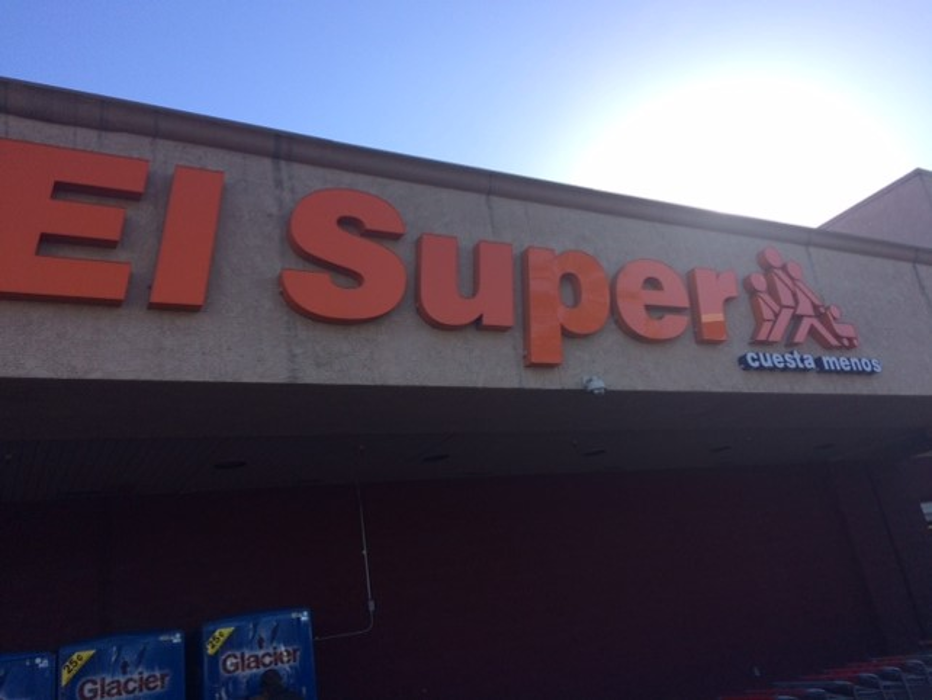 El Super
cuesta menos
25¢
Glacier
25¢
Glacier